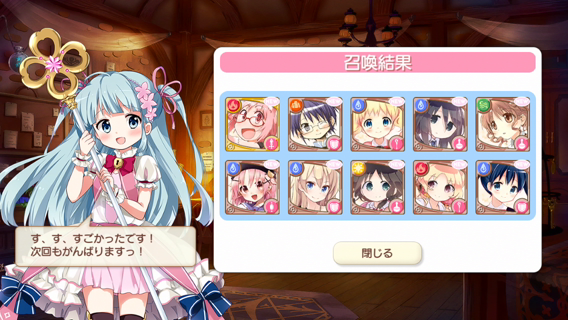 召喚結果
す、す、すごかったです！
次回もがんばりますっ！
閉じる